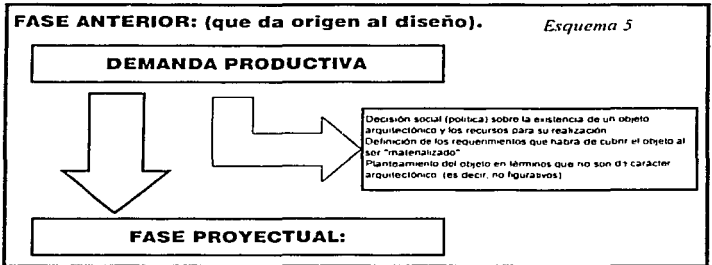 FASE ANTERIOR: (que da origen al diseño). Esquema 5
DEMANDA PRODUCTIVA
Decisión social (política) sobre la existencia de un objeto
arquitectónico y los recursos para su realización
Definición de los requerimientos que habrá de cubrir el objeto al
ser "materializado"
Planteamiento del objeto en términos que no son de carácter
arquitectónico (es decir, no figurativos)
FASE PROYECTUAL: